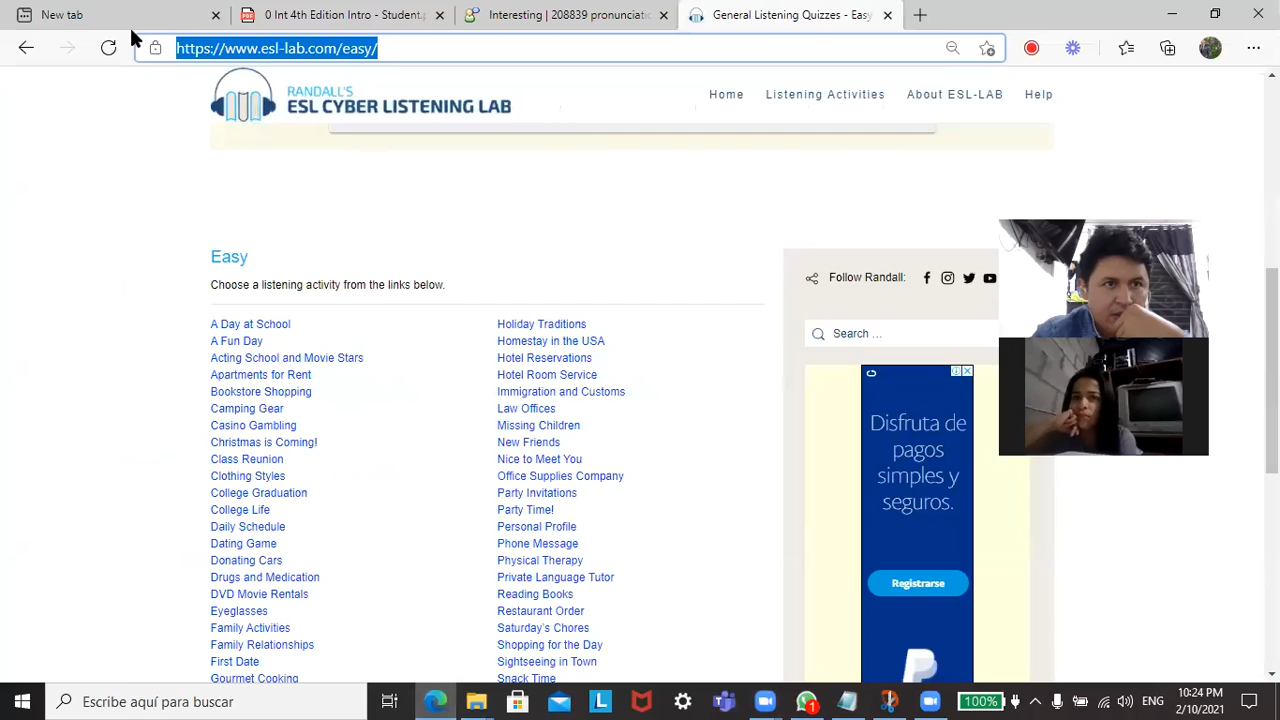 New tab
0 Int 4th Edition Intro - Student.p
Interesting | 208839 pronunciatio
General Listening Quizzes - Easy
https://www.esl-lab.com/easy/
RANDALL'S
ESL CYBER LISTENING LAB
Home Listening Activities About ESL-LAB Help
Easy
Choose a listening activity from the links below.
A Day at School
A Fun Day
Acting School and Movie Stars
Apartments for Rent
Bookstore Shopping
Camping Gear
Casino Gambling
Christmas is Coming!
Class Reunion
Clothing Styles
College Graduation
College Life
Daily Schedule
Dating Game
Donating Cars
Drugs and Medication
DVD Movie Rentals
Eyeglasses
Family Activities
Family Relationships
First Date
Gourmet Cooking
Holiday Traditions
Homestay in the USA
Hotel Reservations
Hotel Room Service
Immigration and Customs
Law Offices
Missing Children
New Friends
Nice to Meet You
Office Supplies Company
Party Invitations
Party Time!
Personal Profile
Phone Message
Physical Therapy
Private Language Tutor
Reading Books
Restaurant Order
Saturday's Chores
Shopping for the Day
Sightseeing in Town
Snack Time
Follow Randall:
Search ...
Disfruta de
pagos
simples y
seguros.
Registrarse
Escribe aquí para buscar
100%
ENG
10:24 PM
2/10/2021